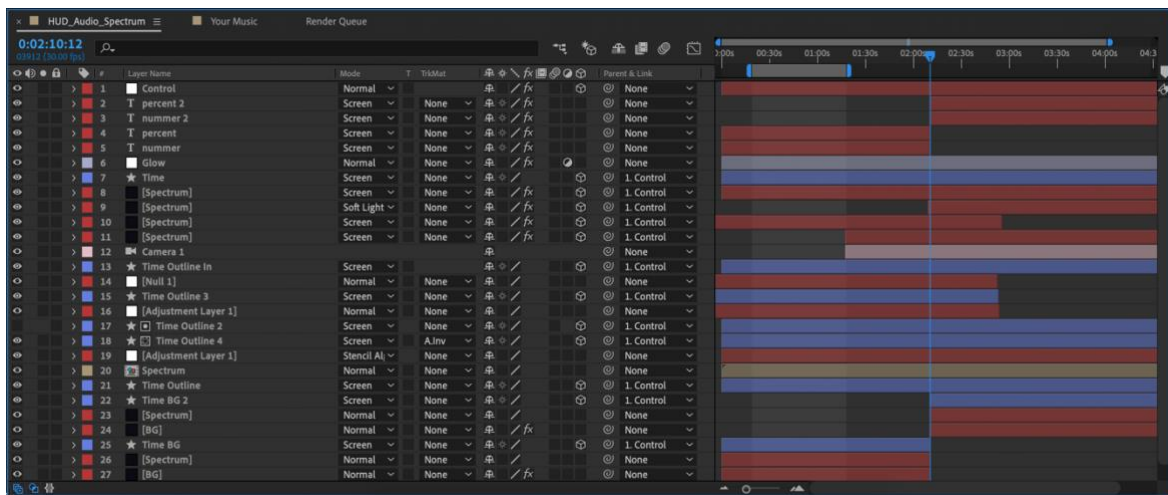 HUD_Audio_Spectrum Your Music Render Queue
0:02:10:12
03912 (30.00 fps)
:00s 00:30s 01:00s 01:30s 02:00s 02:30s 03:00s 03:30s 04:00s 04:3
# Layer Name Mode T TrkMat Parent & Link
1 Control Normal None
2 T percent 2 Screen None None
3 T nummer 2 Screen None None
4 T percent Screen None None
5 T nummer Screen None None
6 Glow Normal None None
7 Time Screen None 1. Control
8 [Spectrum] Screen None 1. Control
9 [Spectrum] Soft Light None 1. Control
10 [Spectrum] Screen None 1. Control
11 [Spectrum] Screen None 1. Control
12 Camera 1 None
13 Time Outline In Screen None 1. Control
14 [Null 1] Normal None None
15 Time Outline 3 Screen None 1. Control
16 [Adjustment Layer 1] Normal None None
17 Time Outline 2 Screen None 1. Control
18 Time Outline 4 Screen A.Inv 1. Control
19 [Adjustment Layer 1] Stencil Al None None
20 Spectrum Normal None None
21 Time Outline Screen None 1. Control
22 Time BG 2 Screen None 1. Control
23 [Spectrum] Normal None None
24 [BG] Normal None None
25 Time BG Screen None 1. Control
26 [Spectrum] Normal None None
27 [BG] Normal None None